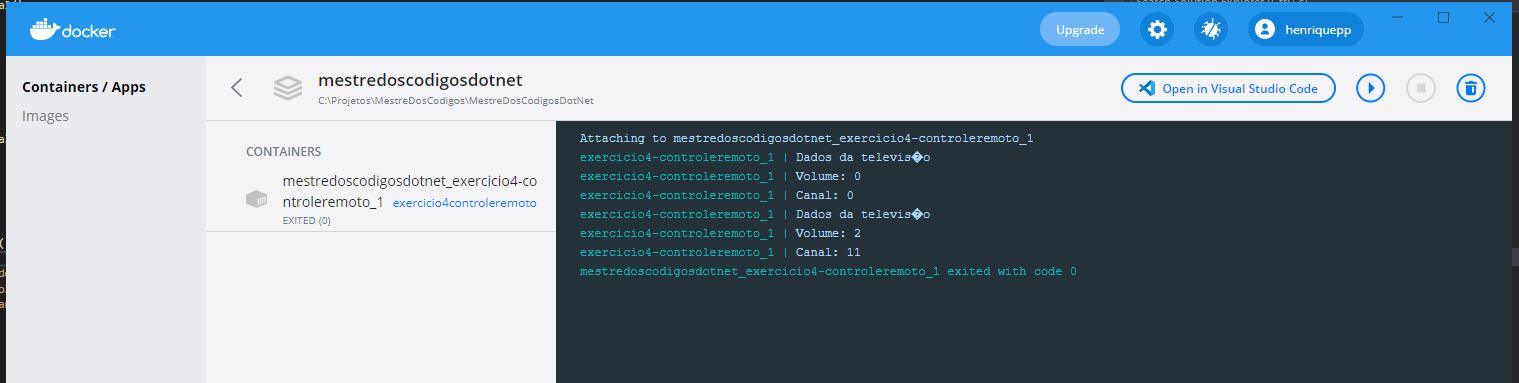 docker
Upgrade
henriquepp
Containers / Apps
Images
mestredoscodigosdotnet
C:\Projetos\MestreDosCodigos\MestreDosCodigosDotNet
Open in Visual Studio Code
CONTAINERS
mestredoscodigosdotnet_exercicio4-co
ntroleremoto_1 exercicio4controleremoto
EXITED (0)
Attaching to mestredoscodigosdotnet_exercicio4-controleremoto_1
exercicio4-controleremoto_1 | Dados da televis�o
exercicio4-controleremoto_1 | Volume: 0
exercicio4-controleremoto_1 | Canal: 0
exercicio4-controleremoto_1 | Dados da televis�o
exercicio4-controleremoto_1 | Volume: 2
exercicio4-controleremoto_1 | Canal: 11
mestredoscodigosdotnet_exercicio4-controleremoto_1 exited with code 0